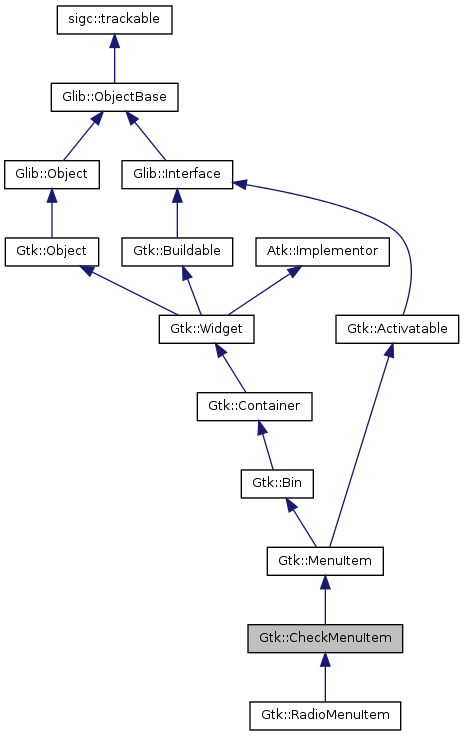 sigc::trackable
Glib::ObjectBase
Glib::Object
Glib::Interface
Gtk::Object
Gtk::Buildable
Atk::Implementor
Gtk::Widget
Gtk::Activatable
Gtk::Container
Gtk::Bin
Gtk::MenuItem
Gtk::CheckMenuItem
Gtk::RadioMenuItem